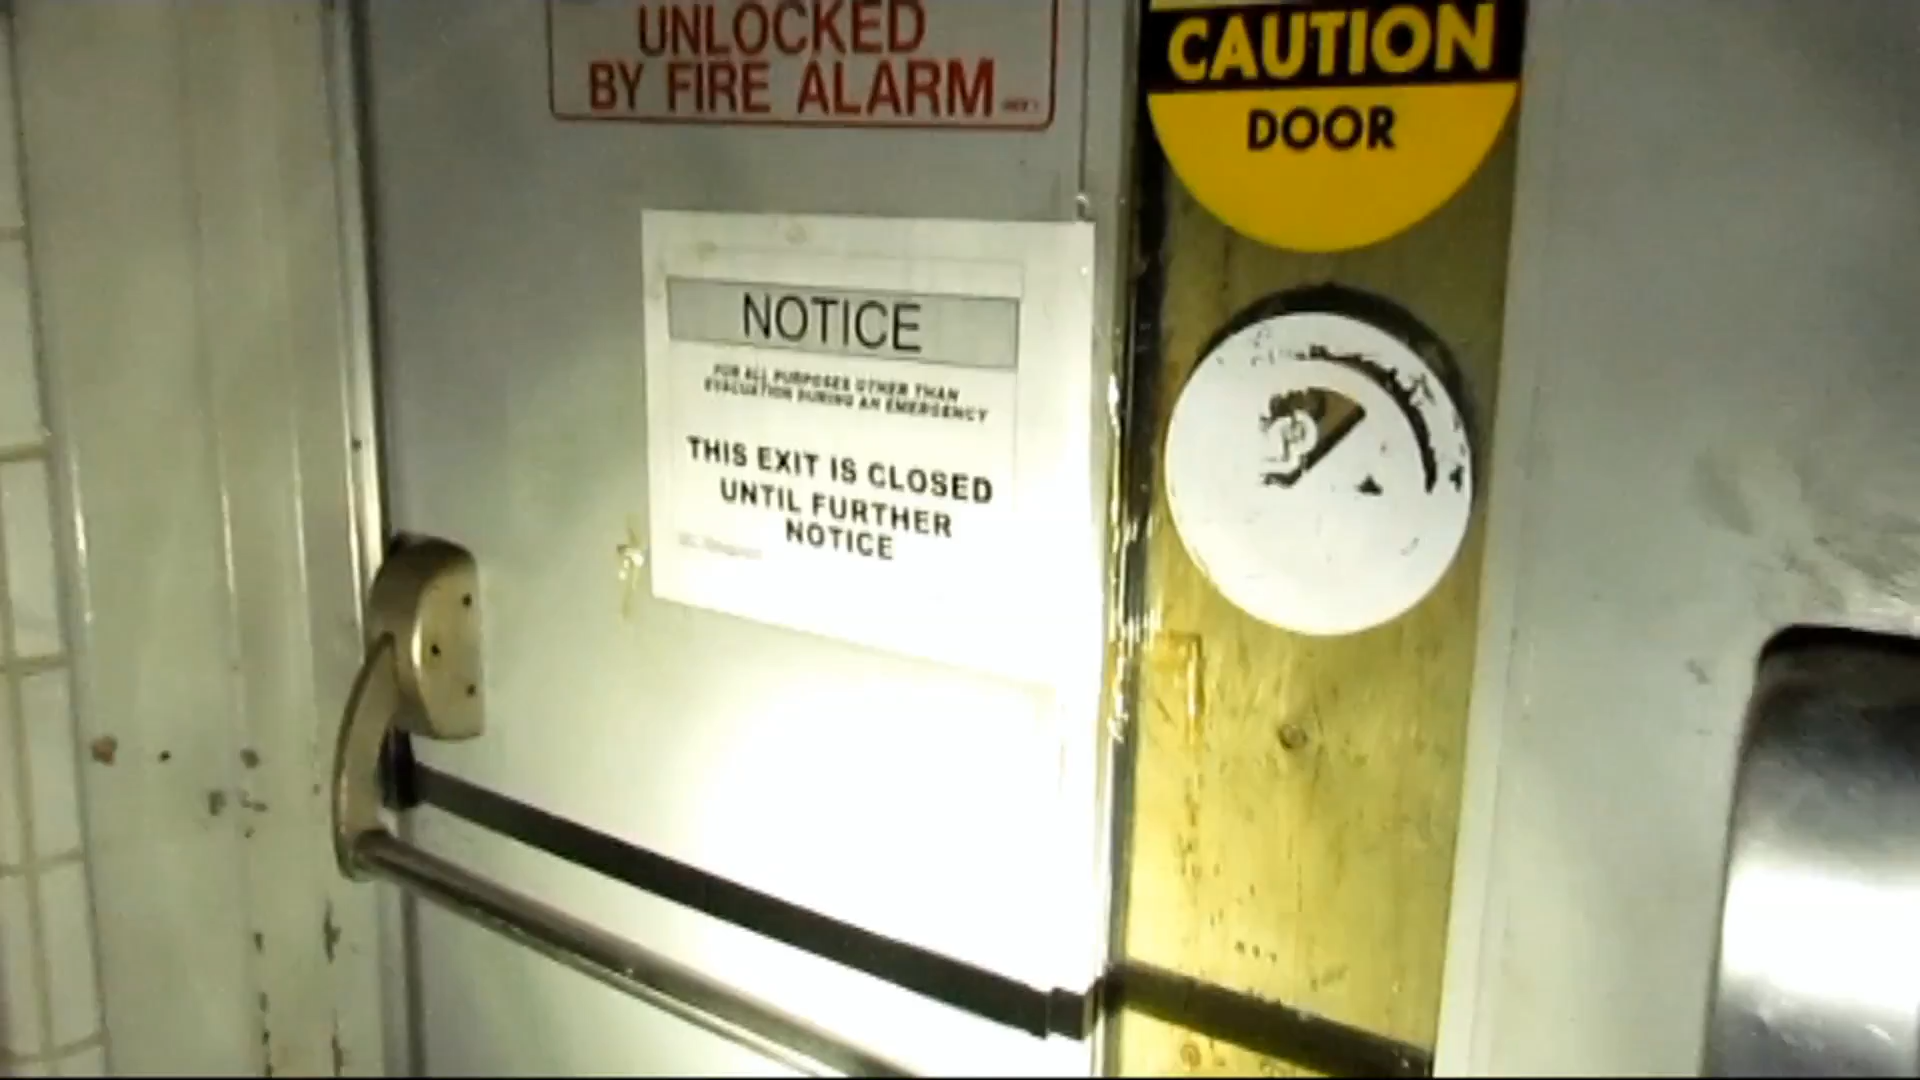 UNLOCKED
BY FIRE ALARM
CAUTION
DOOR
NOTICE
FOR ALL PURPOSES OTHER THAN
EVACUATION DURING AN EMERGENCY
THIS EXIT IS CLOSED
UNTIL FURTHER
NOTICE